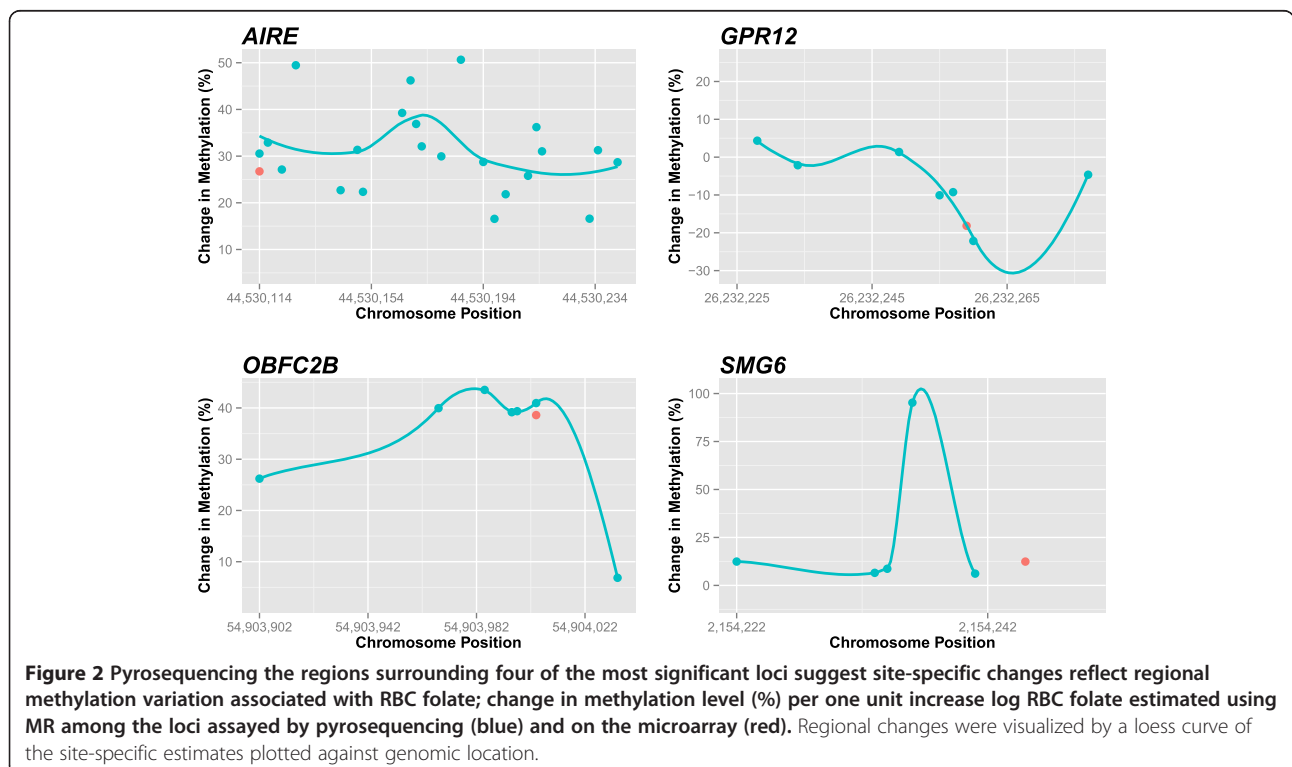 AIRE
GPR12
Change in Methylation (%)
50
40
30
20
10
44,530,114
44,530,154
44,530,194
44,530,234
Chromosome Position
Change in Methylation (%)
20
10
0
−10
−20
−30
26,232,225
26,232,245
26,232,265
Chromosome Position
OBFC2B
SMG6
Change in Methylation (%)
40
30
20
10
54,903,902
54,903,942
54,903,982
54,904,022
Chromosome Position
Change in Methylation (%)
100
75
50
25
0
2,154,222
2,154,242
Chromosome Position
Figure 2 Pyrosequencing the regions surrounding four of the most significant loci suggest site-specific changes reflect regional
methylation variation associated with RBC folate; change in methylation level (%) per one unit increase log RBC folate estimated using
MR among the loci assayed by pyrosequencing (blue) and on the microarray (red). Regional changes were visualized by a loess curve of
the site-specific estimates plotted against genomic location.